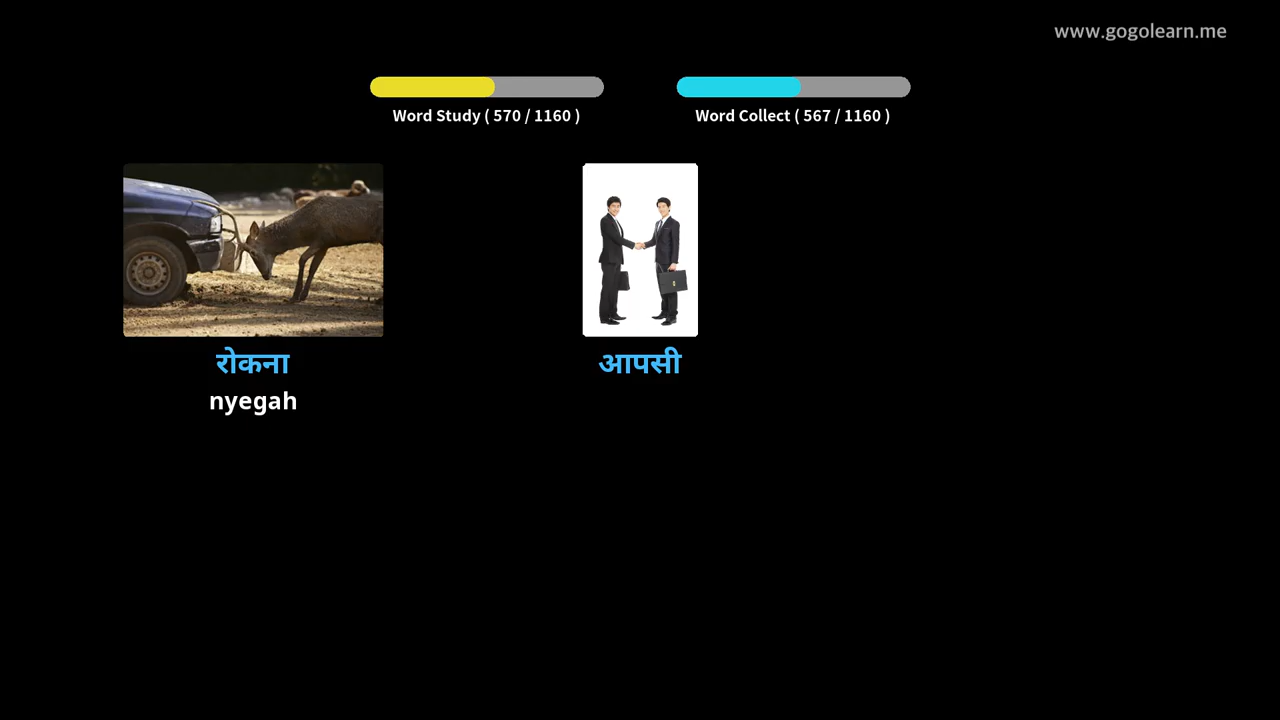 www.gogolearn.me
Word Study ( 570 / 1160 )
Word Collect ( 567 / 1160 )
रोकना
nyegah
आपसी